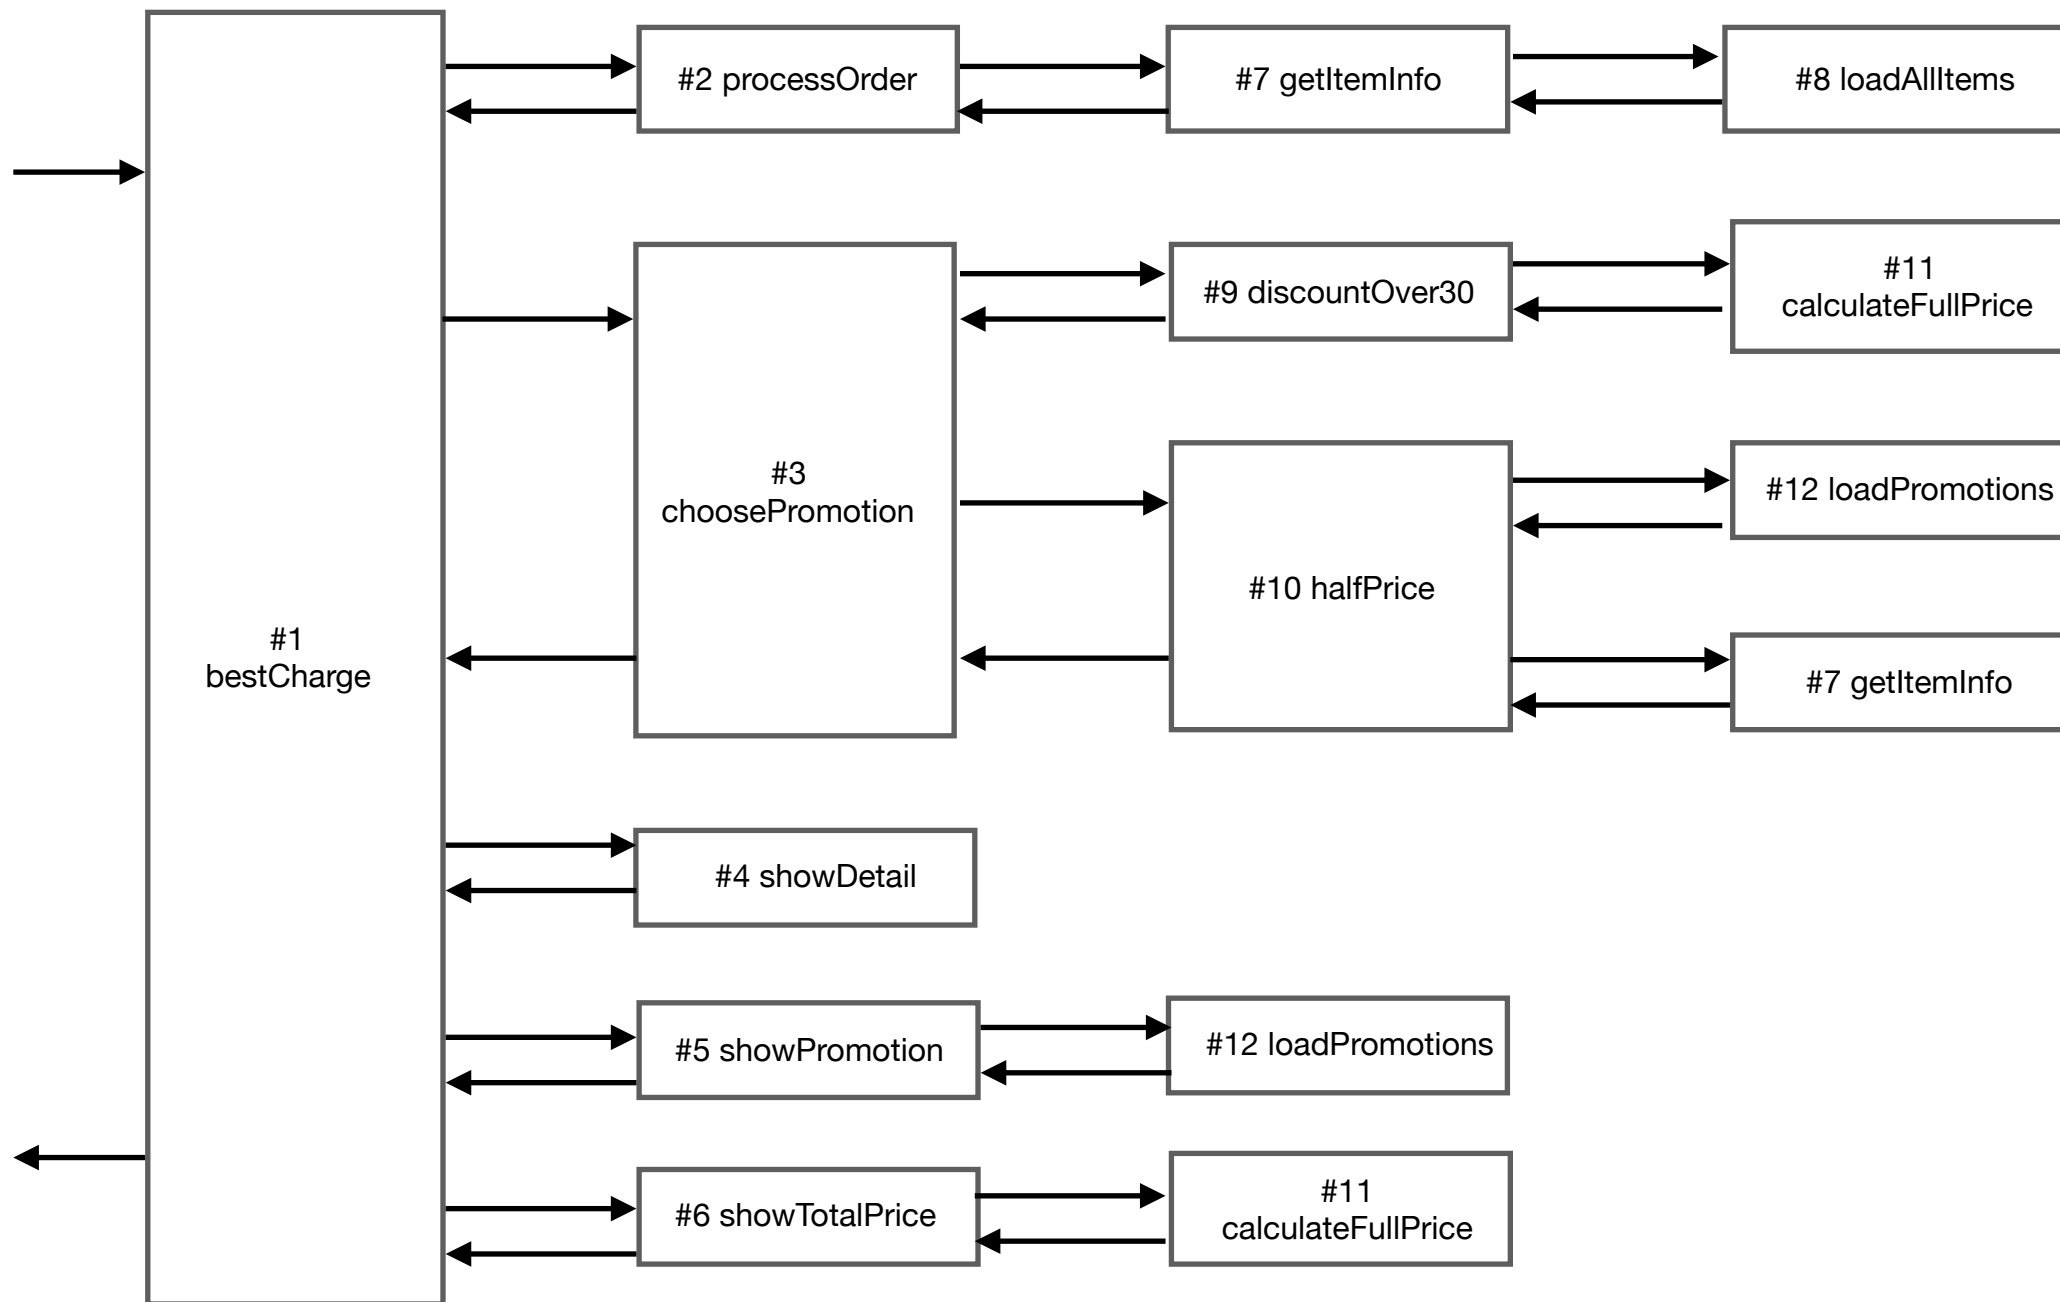 #2 processOrder
#7 getItemInfo
#8 loadAllItems
#9 discountOver30
#11
calculateFullPrice
#3
choosePromotion
#12 loadPromotions
#10 halfPrice
#1
bestCharge
#7 getItemInfo
#4 showDetail
#5 showPromotion
#12 loadPromotions
#6 showTotalPrice
#11
calculateFullPrice